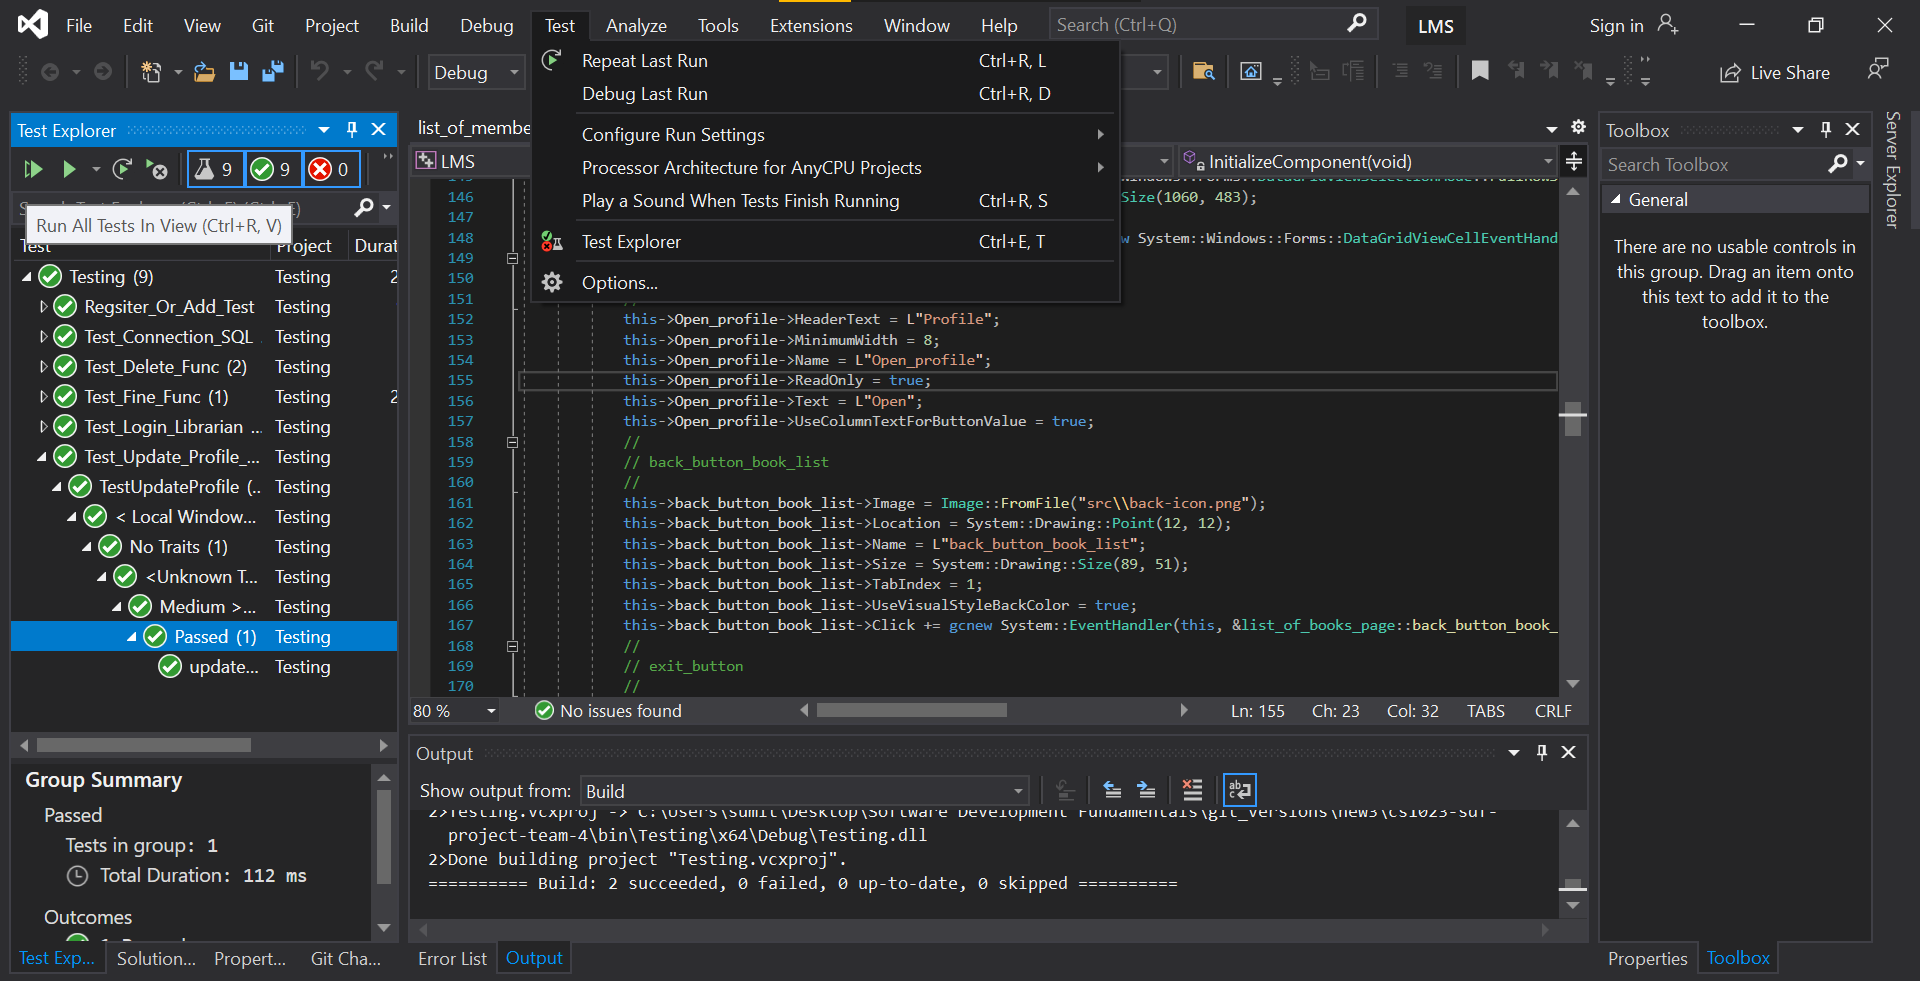 File Edit View Git Project Build Debug Test Analyze Tools Extensions Window Help Search (Ctrl+Q) LMS Sign in
Debug Live Share
Repeat Last Run Ctrl+R, L
Debug Last Run Ctrl+R, D
Configure Run Settings
Processor Architecture for AnyCPU Projects
Play a Sound When Tests Finish Running Ctrl+R, S
Test Explorer Ctrl+E, T
Options...
Test Explorer
9 9 0
Run All Tests In View (Ctrl+R, V)
Test Project Durat
Testing (9) Testing 2
Regsiter_Or_Add_Test Testing
Test_Connection_SQL Testing
Test_Delete_Func (2) Testing
Test_Fine_Func (1) Testing 2
Test_Login_Librarian ... Testing
Test_Update_Profile_... Testing
TestUpdateProfile (.. Testing
< Local Window... Testing
No Traits (1) Testing
<Unknown T... Testing
Medium >... Testing
Passed (1) Testing
update... Testing
Group Summary
Passed
Tests in group: 1
Total Duration: 112 ms
Outcomes
Test Exp... Solution... Propert... Git Cha...
list_of_membe
LMS InitializeComponent(void)
146 Size(1060, 483);
147
148 w System::Windows::Forms::DataGridViewCellEventHand
149
150
151
152 this->Open_profile->HeaderText = L"Profile";
153 this->Open_profile->MinimumWidth = 8;
154 this->Open_profile->Name = L"Open_profile";
155 this->Open_profile->ReadOnly = true;
156 this->Open_profile->Text = L"Open";
157 this->Open_profile->UseColumnTextForButtonValue = true;
158 //
159 // back_button_book_list
160 //
161 this->back_button_book_list->Image = Image::FromFile("src\\back-icon.png");
162 this->back_button_book_list->Location = System::Drawing::Point(12, 12);
163 this->back_button_book_list->Name = L"back_button_book_list";
164 this->back_button_book_list->Size = System::Drawing::Size(89, 51);
165 this->back_button_book_list->TabIndex = 1;
166 this->back_button_book_list->UseVisualStyleBackColor = true;
167 this->back_button_book_list->Click += gcnew System::EventHandler(this, &list_of_books_page::back_button_book_
168 //
169 // exit_button
170 //
80 % No issues found Ln: 155 Ch: 23 Col: 32 TABS CRLF
Output
Show output from: Build
2>Testing.vcxproj -> C:\Users\sumit\Desktop\Software Development Fundamentals\git_versions\new3\cs1023-sdf-
project-team-4\bin\Testing\x64\Debug\Testing.dll
2>Done building project "Testing.vcxproj".
========== Build: 2 succeeded, 0 failed, 0 up-to-date, 0 skipped ==========
Error List Output
Toolbox
Search Toolbox
General
There are no usable controls in
this group. Drag an item onto
this text to add it to the
toolbox.
Properties Toolbox
Server Explorer